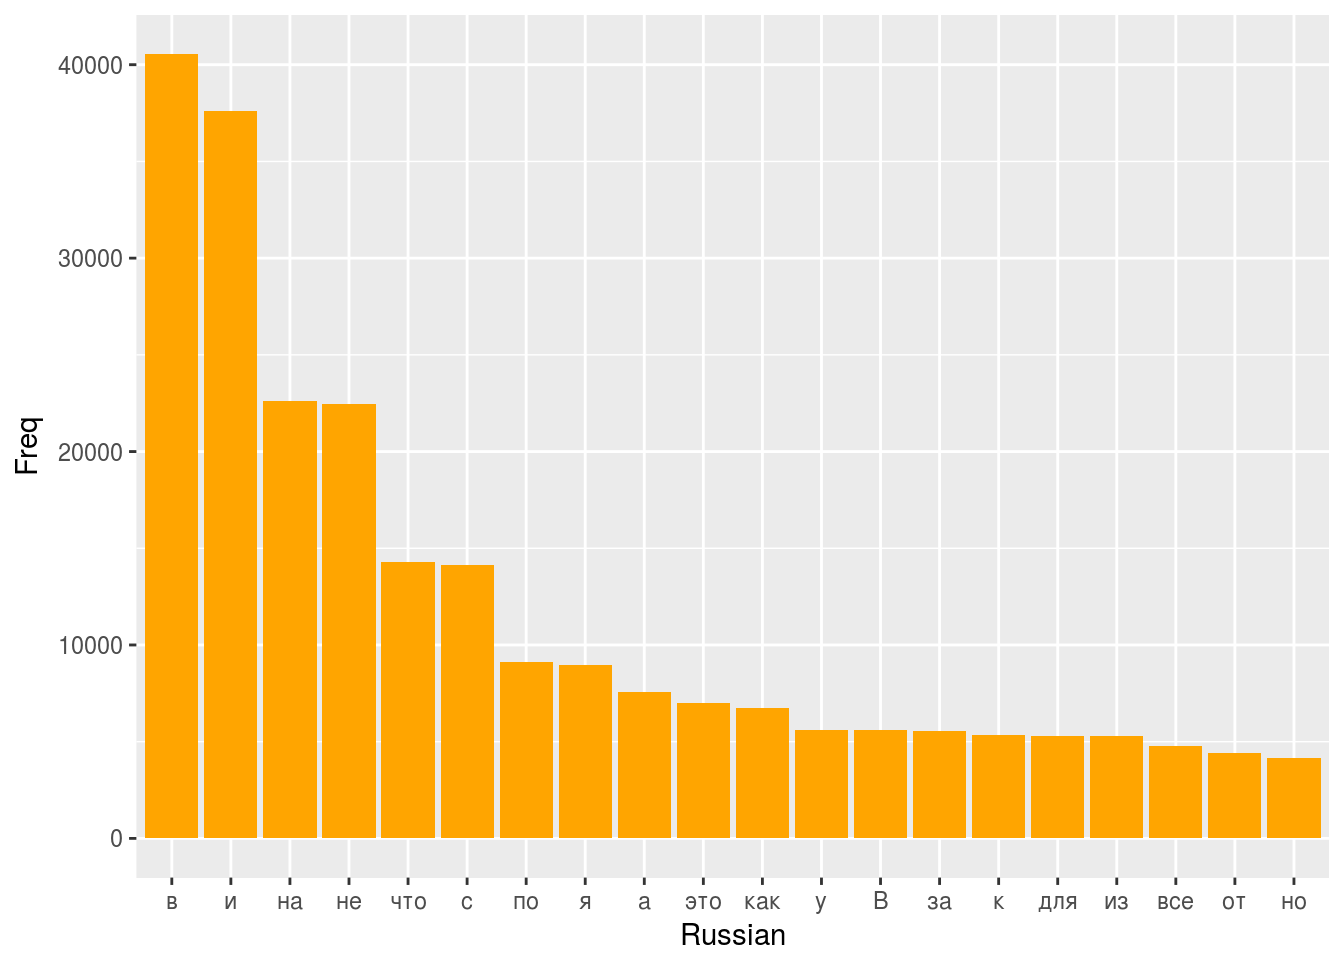 Freq
40000
30000
20000
10000
0
в и на не что с по я а это как у В за к для из все от но
Russian